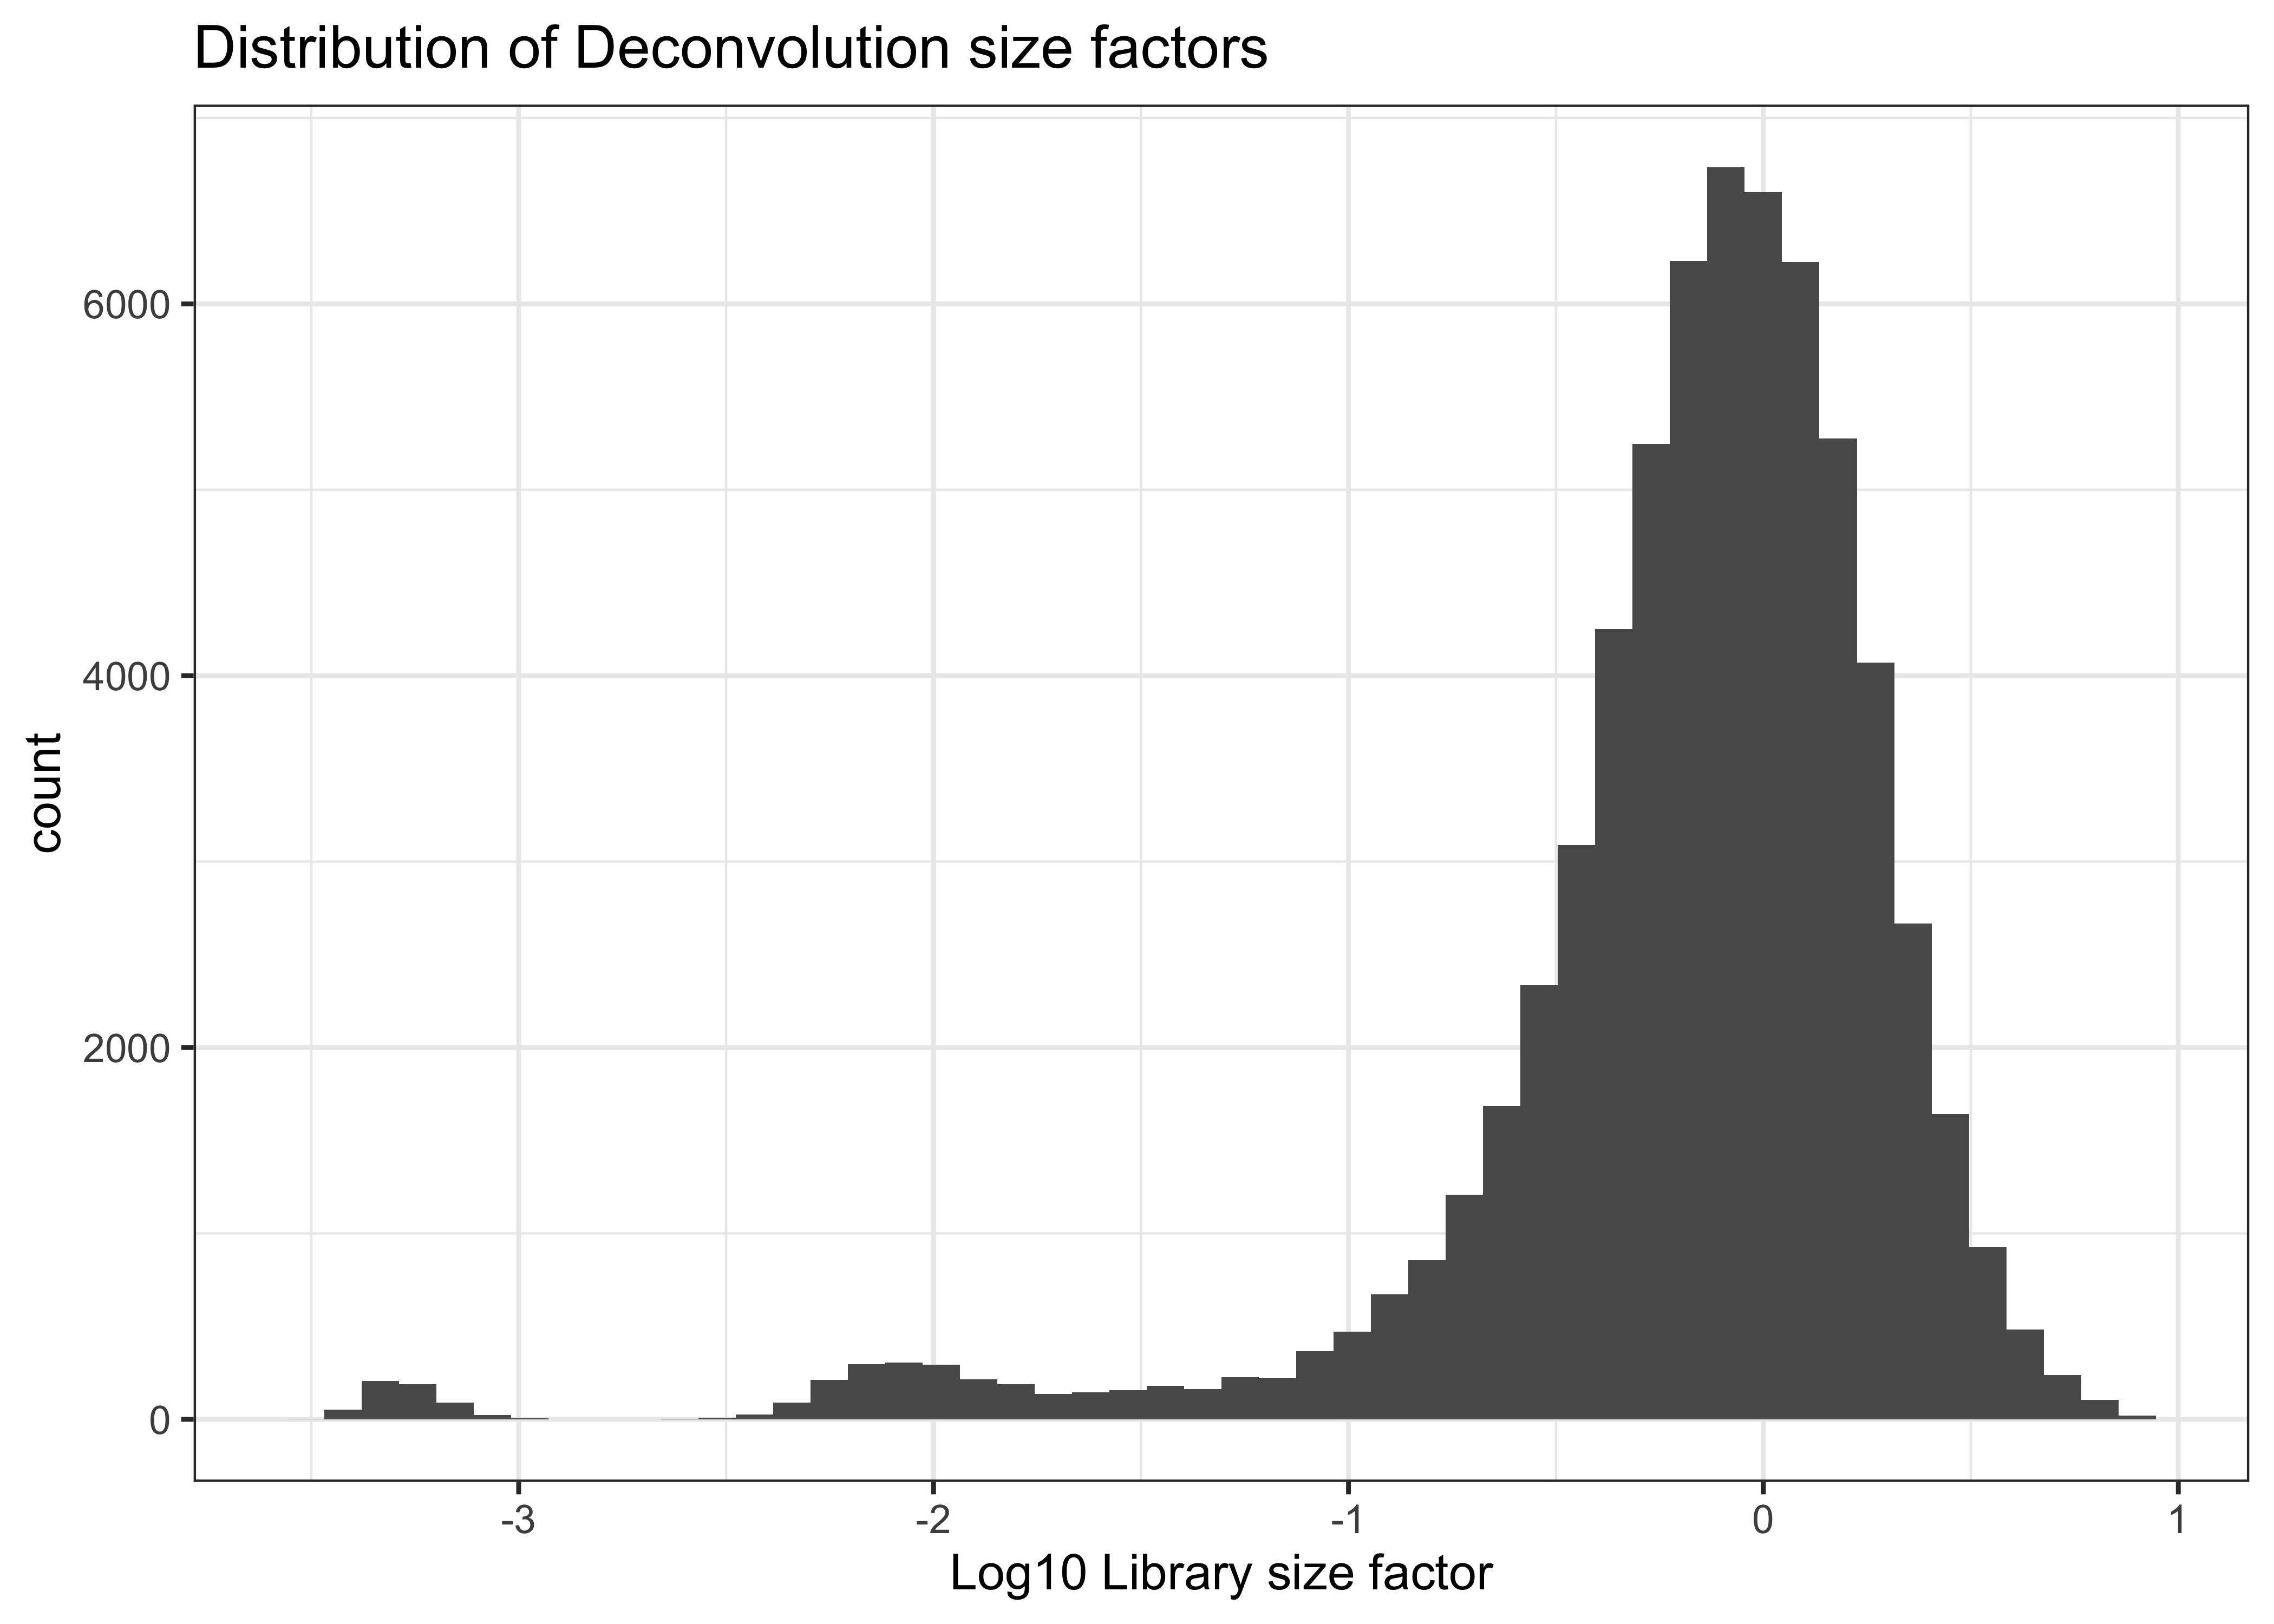 Distribution of Deconvolution size factors
count
6000
4000
2000
0
-3 -2 -1 0 1
Log10 Library size factor